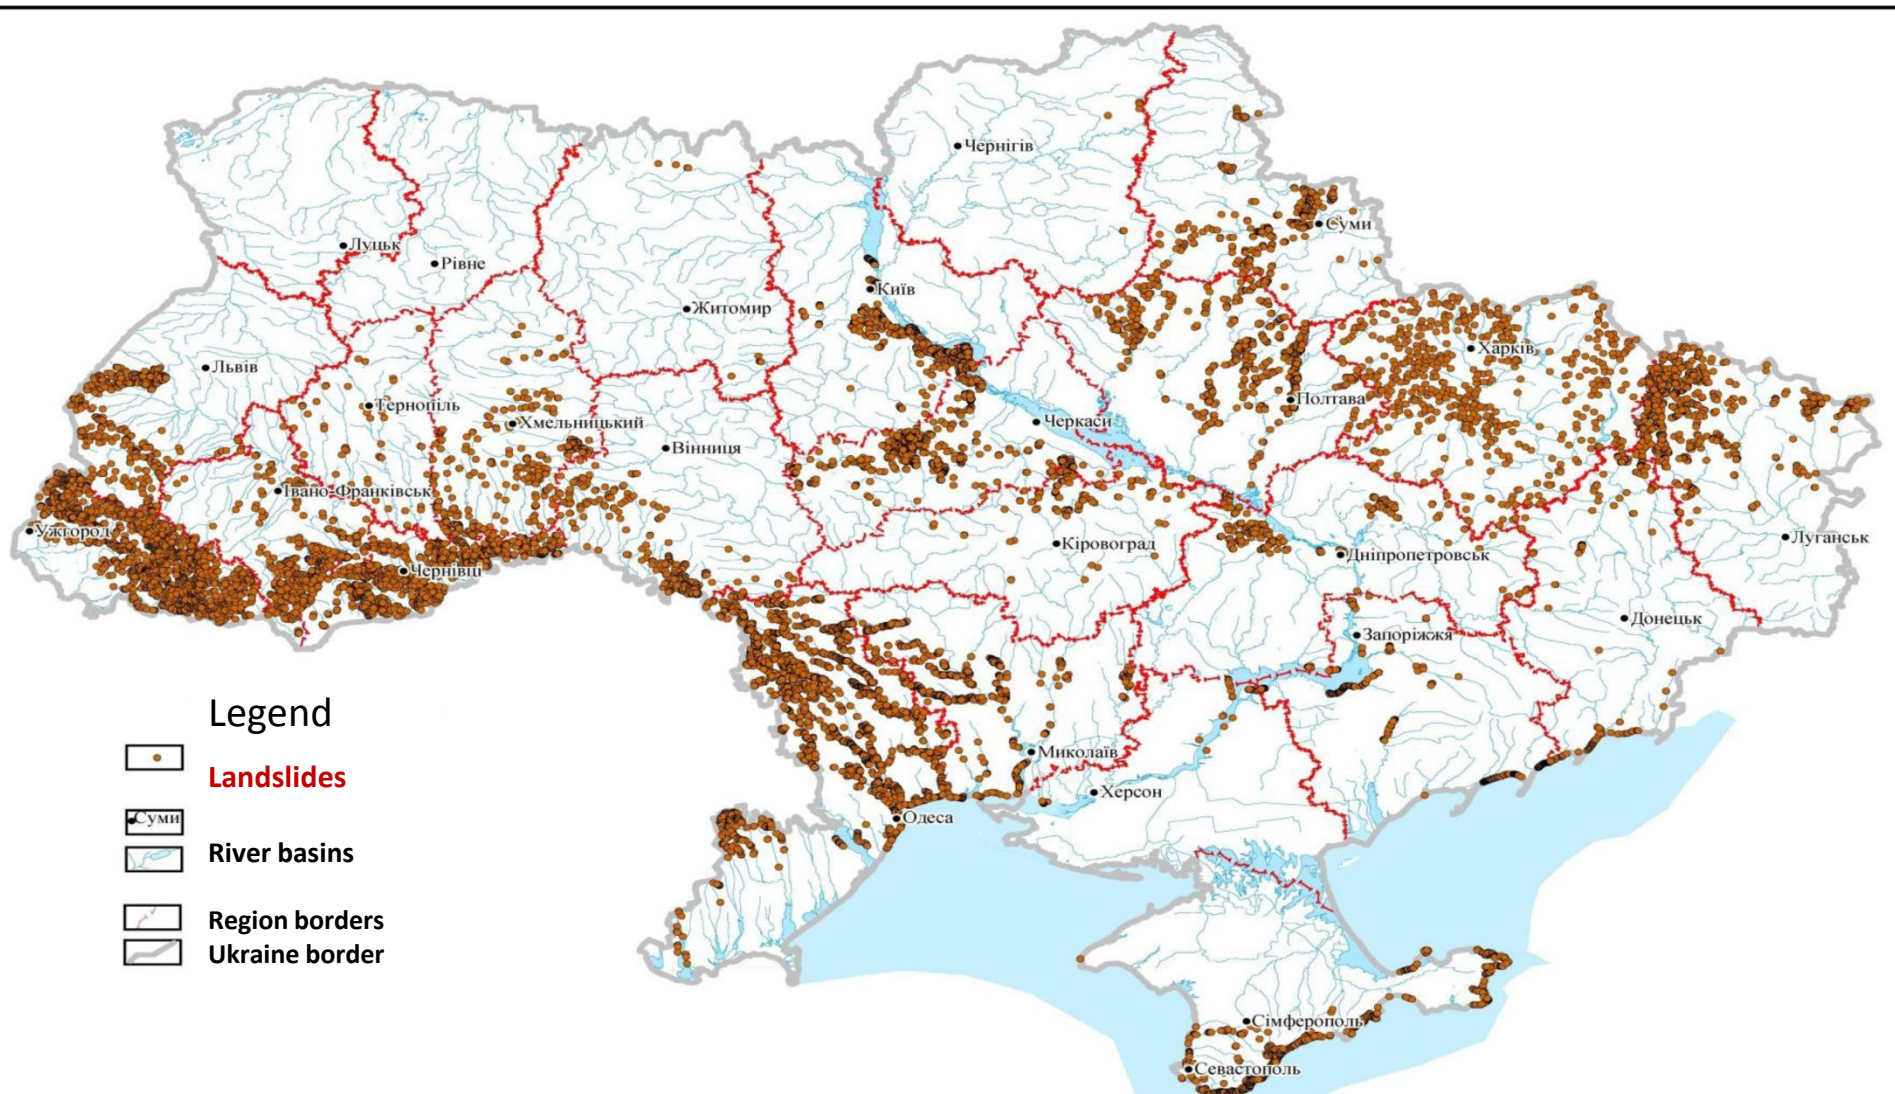 Чернігів
Суми
Луцьк
Рівне
Київ
Житомир
Харків
Львів
Тернопіль
Полтава
Хмельницький
Черкаси
Вінниця
Івано-Франківськ
Ужгород
Кіровоград
Луганськ
Дніпропетровськ
Чернівці
Донецьк
Запоріжжя
Миколаїв
Херсон
Одеса
Сімферополь
Севастополь
Legend
Landslides
Суми
River basins
Region borders
Ukraine border